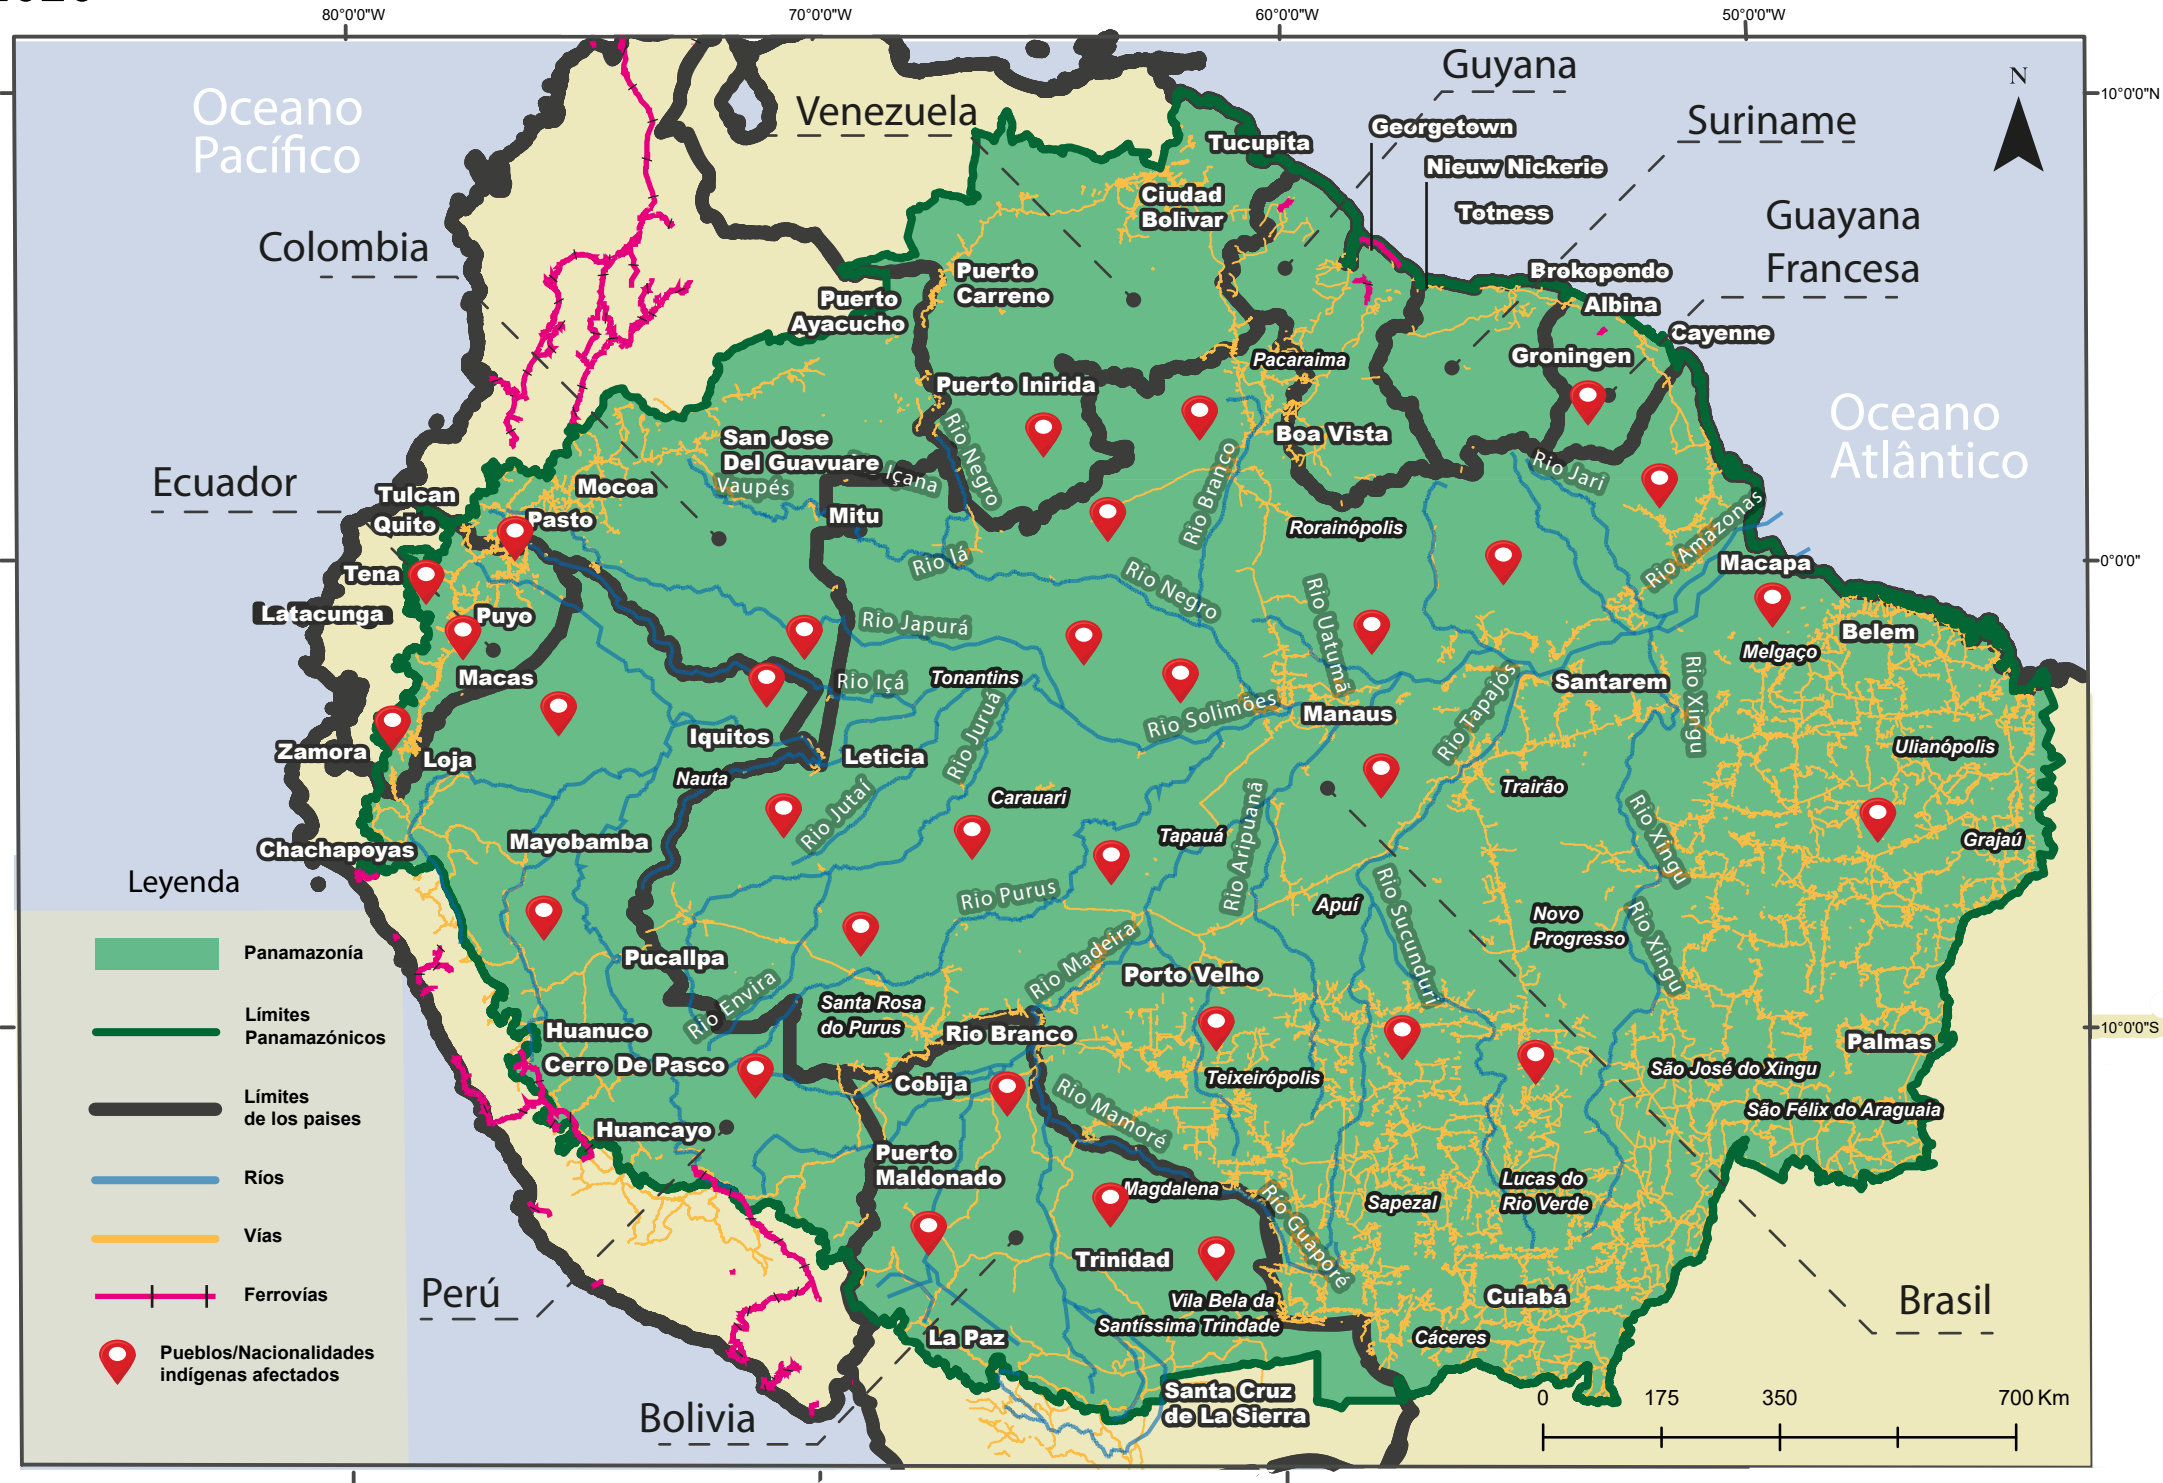 80°0'0"W
70°0'0"W
60°0'0"W
50°0'0"W
10°0'0"N
0°0'0"
10°0'0"S
N
Oceano
Pacífico
Oceano
Atlântico
Venezuela
Guyana
Suriname
Guayana
Francesa
Colombia
Ecuador
Perú
Bolivia
Brasil
Georgetown
Nieuw Nickerie
Totness
Tucupita
Ciudad
Bolivar
Brokopondo
Albina
Cayenne
Groningen
Puerto
Carreno
Puerto
Ayacucho
Pacaraima
Puerto Inirida
San Jose
Del Guavuare
Rio Negro
Içana
Vaupés
Boa Vista
Rio Branco
Rio Jari
Mocoa
Tulcan
Quito
Pasto
Mitu
Rorainópolis
Rio Amazonas
Rio Iá
Rio Negro
Macapa
Tena
Latacunga
Puyo
Rio Japurá
Rio Uatumã
Belem
Melgaço
Macas
Rio Içá
Tonantins
Santarem
Rio Xingu
Rio Solimões
Manaus
Rio Tapajós
Rio Juruá
Iquitos
Zamora
Loja
Leticia
Ulianópolis
Nauta
Rio Jutaí
Carauari
Trairão
Chachapoyas
Mayobamba
Tapauá
Rio Aripuanã
Rio Xingu
Grajaú
Rio Purus
Apuí
Rio Sucunduri
Novo
Progresso
Rio Xingu
Pucallpa
Rio Madeira
Porto Velho
Rio Envira
Santa Rosa
do Purus
Huanuco
Rio Branco
Palmas
Cerro De Pasco
Cobija
Teixeirópolis
São José do Xingu
Rio Mamoré
São Félix do Araguaia
Huancayo
Puerto
Maldonado
Magdalena
Sapezal
Lucas do
Rio Verde
Río Guaporé
Trinidad
Vila Bela da
Santíssima Trindade
Cuiabá
La Paz
Cáceres
Santa Cruz
de La Sierra
Leyenda
Panamazonía
Límites
Panamazónicos
Límites
de los paises
Ríos
Vías
Ferrovías
Pueblos/Nacionalidades
indígenas afectados
0 175 350 700 Km